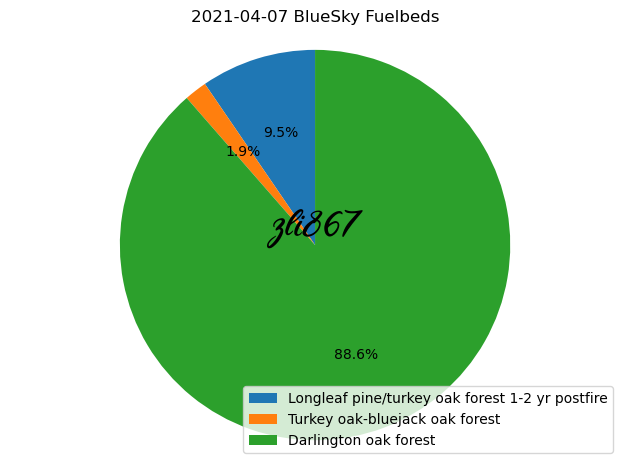 2021-04-07 BlueSky Fuelbeds
9.5%
1.9%
zli867
88.6%
Longleaf pine/turkey oak forest 1-2 yr postfire
Turkey oak-bluejack oak forest
Darlington oak forest